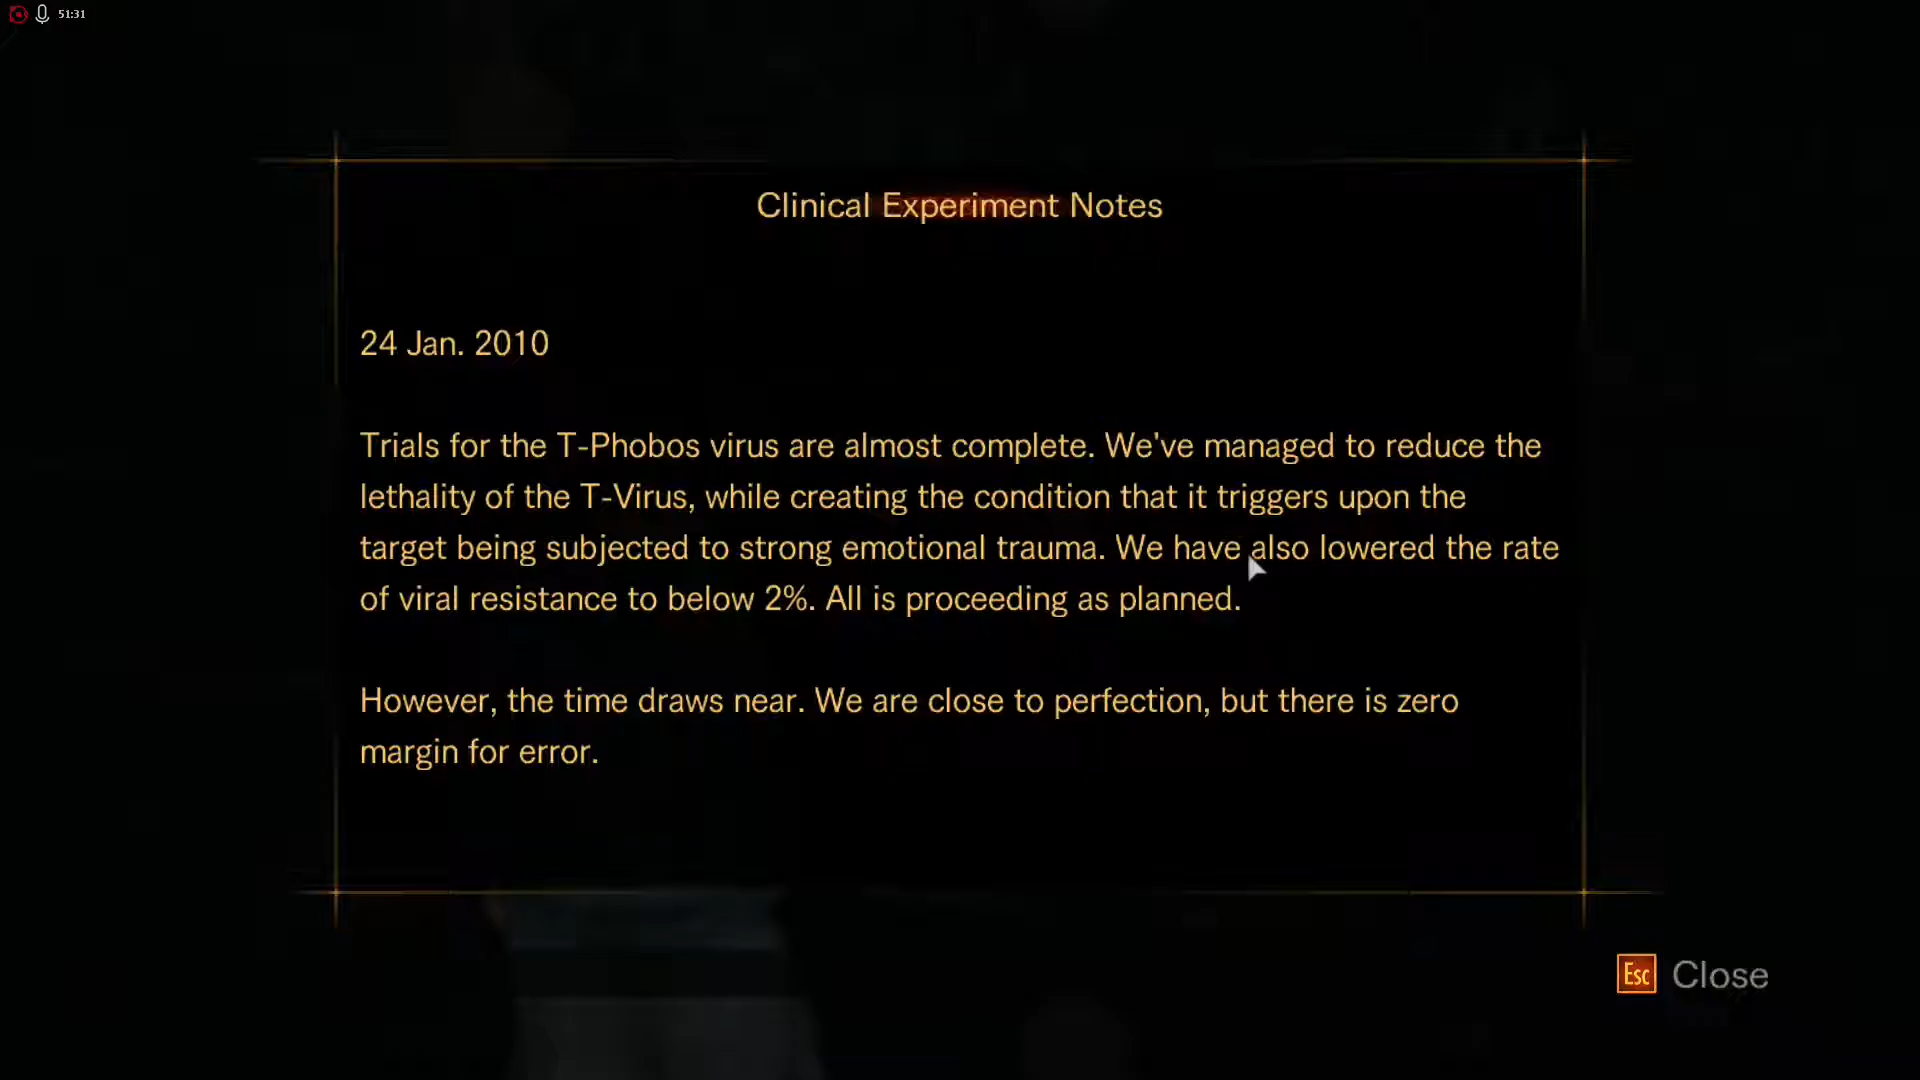 51:31
Clinical Experiment Notes
24 Jan. 2010
Trials for the T-Phobos virus are almost complete. We've managed to reduce the
lethality of the T-Virus, while creating the condition that it triggers upon the
target being subjected to strong emotional trauma. We have also lowered the rate
of viral resistance to below 2%. All is proceeding as planned.
However, the time draws near. We are close to perfection, but there is zero
margin for error.
Esc Close